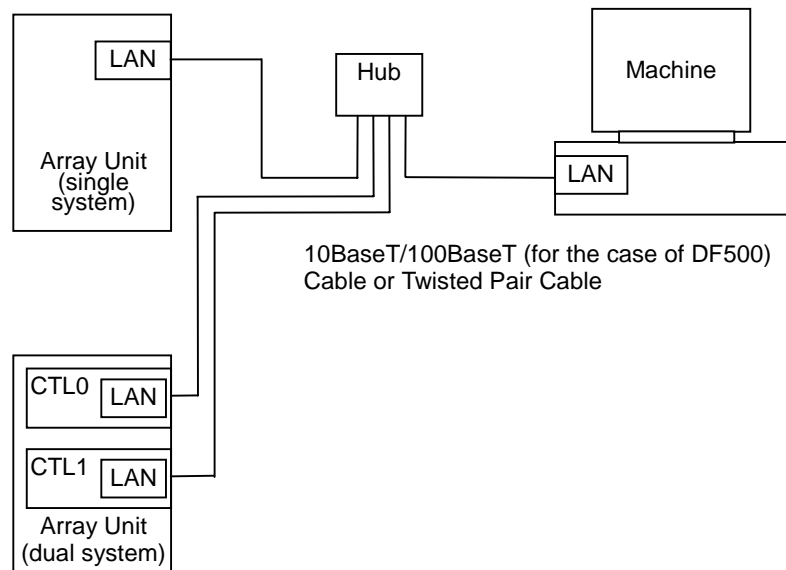 LAN
Array Unit
(single
system)
Hub
Machine
LAN
10BaseT/100BaseT (for the case of DF500)
Cable or Twisted Pair Cable
CTL0
LAN
CTL1
LAN
Array Unit
(dual system)